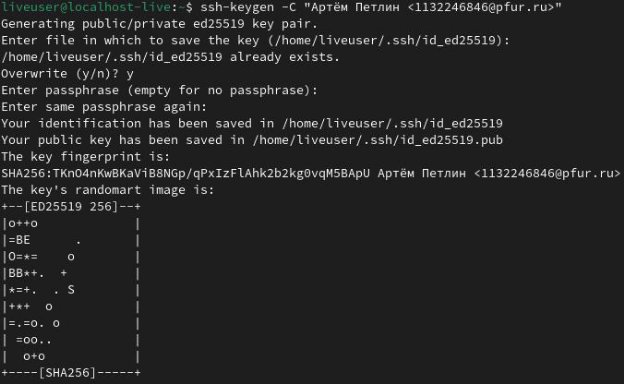 liveuser@localhost-live:~$ ssh-keygen -C "Артём Петлин <1132246846@pfur.ru>"
Generating public/private ed25519 key pair.
Enter file in which to save the key (/home/liveuser/.ssh/id_ed25519):
/home/liveuser/.ssh/id_ed25519 already exists.
Overwrite (y/n)? y
Enter passphrase (empty for no passphrase):
Enter same passphrase again:
Your identification has been saved in /home/liveuser/.ssh/id_ed25519
Your public key has been saved in /home/liveuser/.ssh/id_ed25519.pub
The key fingerprint is:
SHA256:TKnO4nKwBKaViB8NGp/qPxIzFlAhk2b2kg0vqM5BApU Артём Петлин <1132246846@pfur.ru>
The key's randomart image is:
+--[ED25519 256]--+
|o++o             |
|=BE      .       |
|O=*=    o        |
|BB*+.  +         |
|*=+.  . S        |
|+*+  o           |
|=.=o. o          |
| =oo..           |
|  o+o            |
+----[SHA256]-----+